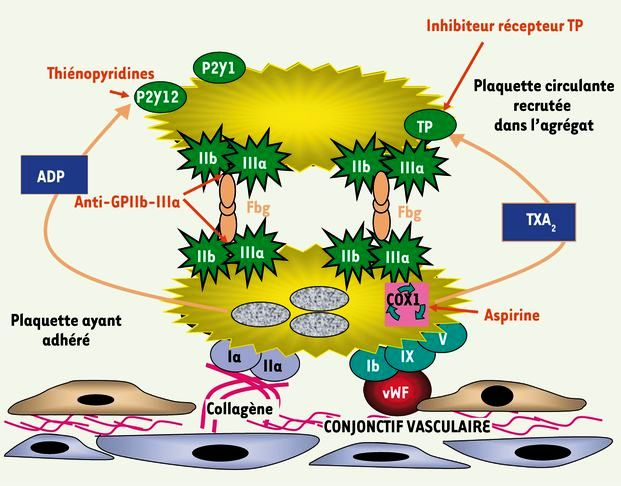 Inhibiteur récepteur TP
P2Y1
Thiénopyridines
P2Y12
Plaquette circulante
recrutée
dans l'agrégat
TP
IIb
IIIa
IIb
IIIa
ADP
Anti-GPIIb-IIIa
Fbg
Fbg
TXA2
IIb
IIIa
IIb
IIIa
COX1
Aspirine
Plaquette ayant
adhéré
Ia
IIa
Ib
IX
V
vWF
Collagène
CONJONCTIF VASCULAIRE